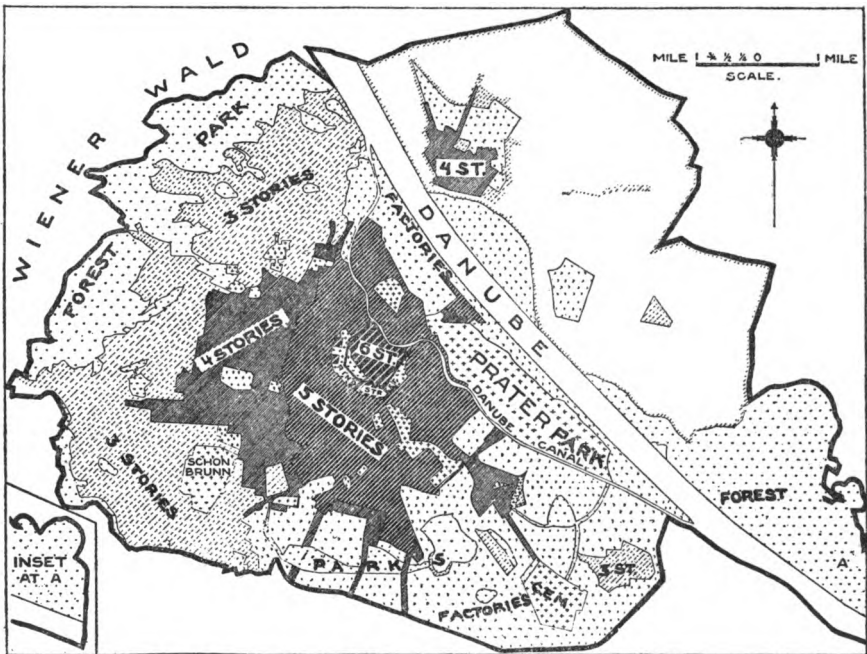 WIENER WALD
MILE 1 ¾ ½ ¼ 0 1 MILE
SCALE.
PARK
3 STORIES
4 ST.
FACTORIES
DANUBE
FOREST
4 STORIES
6 ST.
5 STORIES
PRATER PARK
DANUBE CANAL
SCHÖN
BRUNN
3 STORIES
FOREST
INSET
AT A
PARKS
3 ST.
A
FACTORIES
CEM.